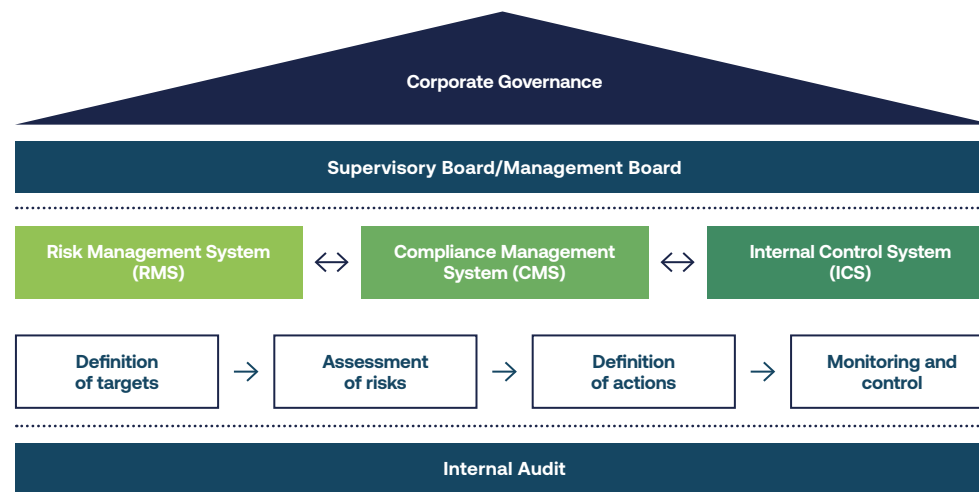 Corporate Governance
Supervisory Board/Management Board
Risk Management System
(RMS)
Compliance Management
System (CMS)
Internal Control System
(ICS)
Definition
of targets
Assessment
of risks
Definition
of actions
Monitoring and
control
Internal Audit